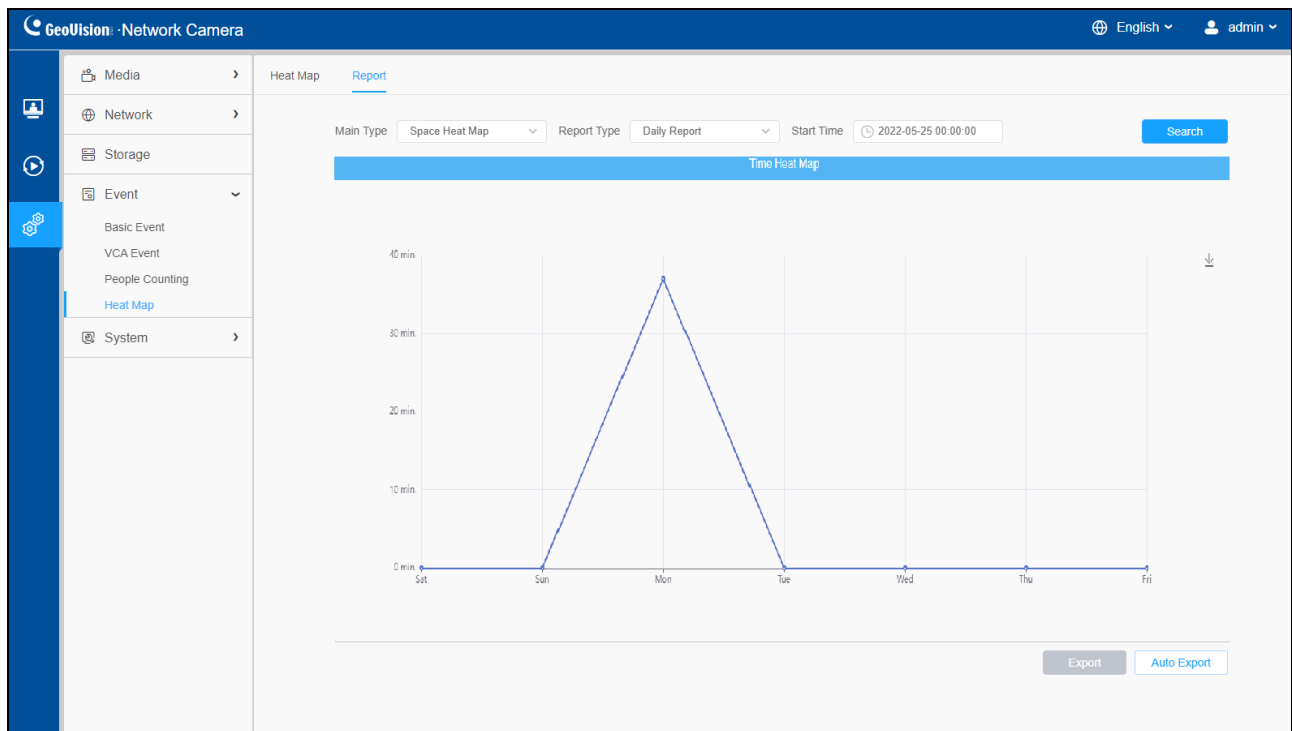 GeoVision ·Network Camera
English
admin
Media
Network
Storage
Event
Basic Event
VCA Event
People Counting
Heat Map
System
Heat Map Report
Main Type Space Heat Map Report Type Daily Report Start Time 2022-05-25 00:00:00 Search
Time Heat Map
40 min.
30 min.
20 min.
10 min.
0 min.
Sat Sun Mon Tue Wed Thu Fri
Export Auto Export